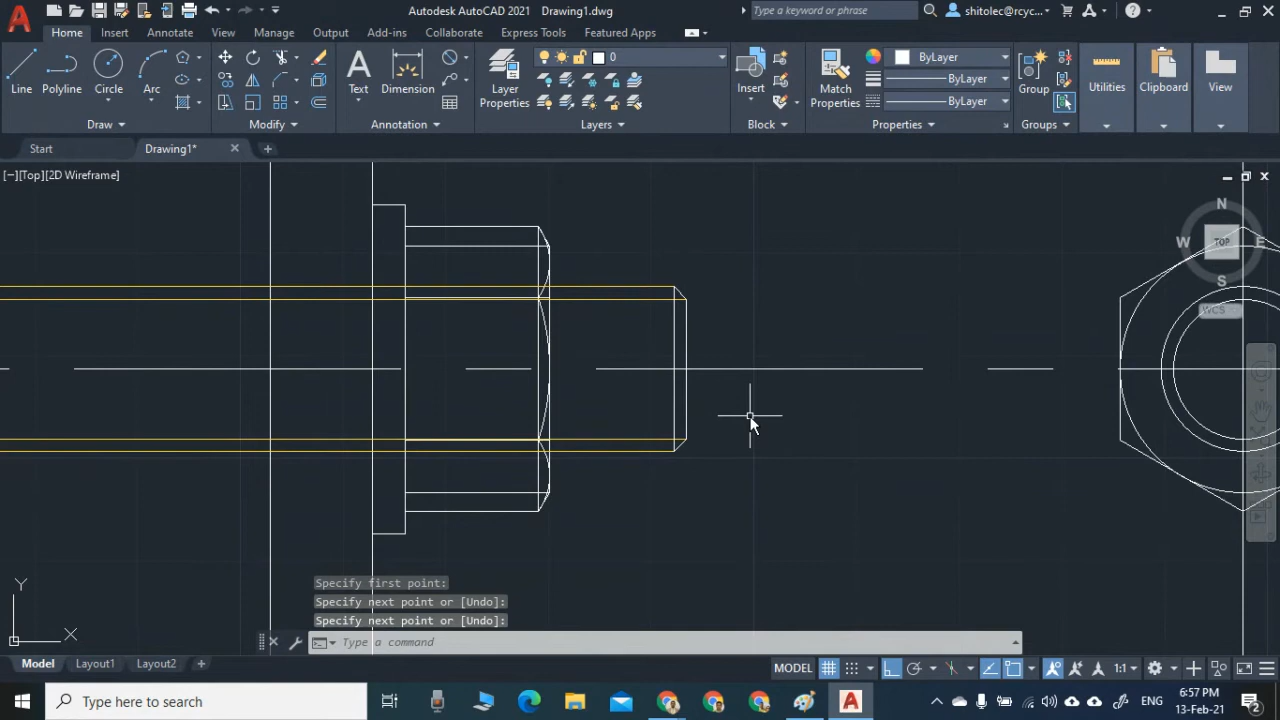 Autodesk AutoCAD 2021 Drawing1.dwg
Type a keyword or phrase
shitolec@rcyc...
Home Insert Annotate View Manage Output Add-ins Collaborate Express Tools Featured Apps
Line Polyline Circle Arc
Text Dimension
Layer Properties
0
Insert
Match Properties
ByLayer
ByLayer
ByLayer
Group
Utilities
Clipboard
View
Draw Modify Annotation Layers Block Properties Groups
Start Drawing1*
[−][Top][2D Wireframe]
N
W TOP E
S
WCS
Y
X
Specify first point:
Specify next point or [Undo]:
Specify next point or [Undo]:
Type a command
Model Layout1 Layout2
MODEL
1:1
Type here to search
A
ENG
6:57 PM
13-Feb-21
2